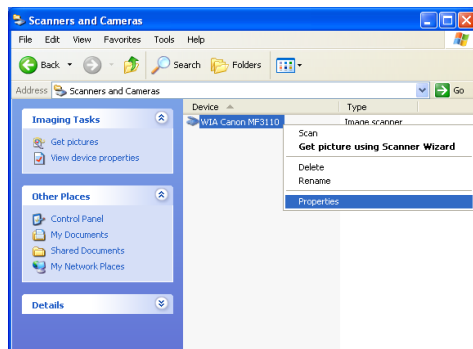 Scanners and Cameras
File Edit View Favorites Tools Help
Back Search Folders
Address Scanners and Cameras Go
Device Type
Imaging Tasks
Get pictures
View device properties
WIA Canon MF3110 Image scanner
Scan
Get picture using Scanner Wizard
Delete
Rename
Properties
Other Places
Control Panel
My Documents
Shared Documents
My Network Places
Details